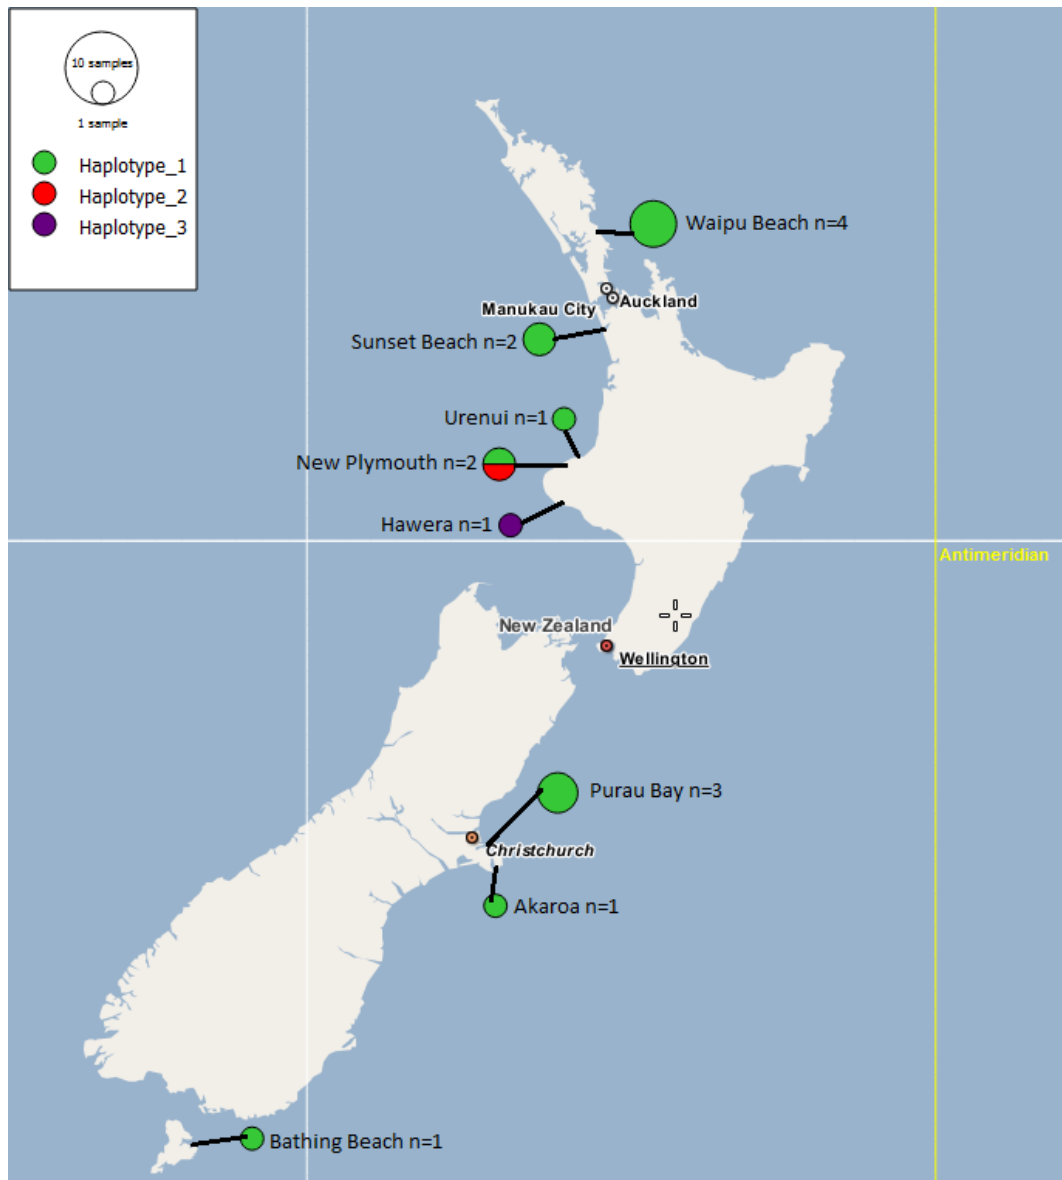 10 samples
1 sample
Haplotype_1
Haplotype_2
Haplotype_3
Waipu Beach n=4
Auckland
Manukau City
Sunset Beach n=2
Urenui n=1
New Plymouth n=2
Hawera n=1
Antimeridian
New Zealand
Wellington
Purau Bay n=3
Christchurch
Akaroa n=1
Bathing Beach n=1